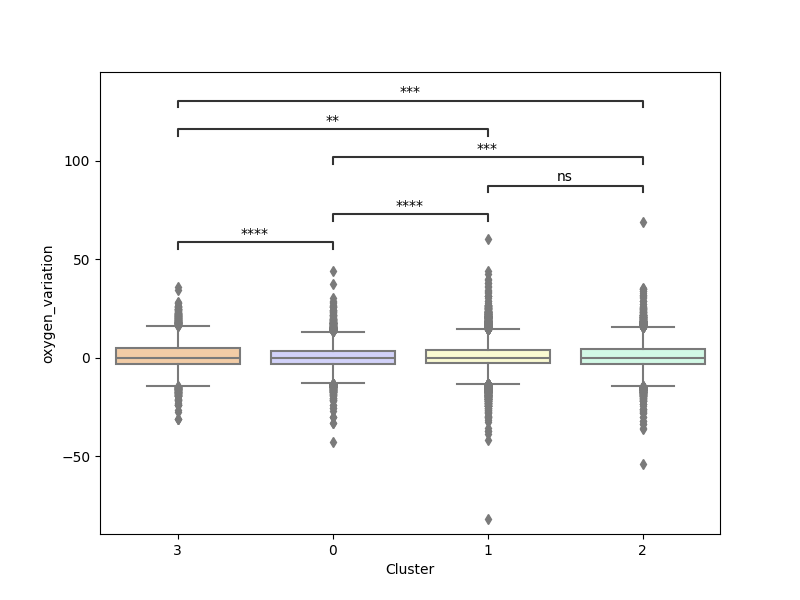 ***
**
***
ns
****
****
100
50
0
−50
oxygen_variation
3 0 1 2
Cluster